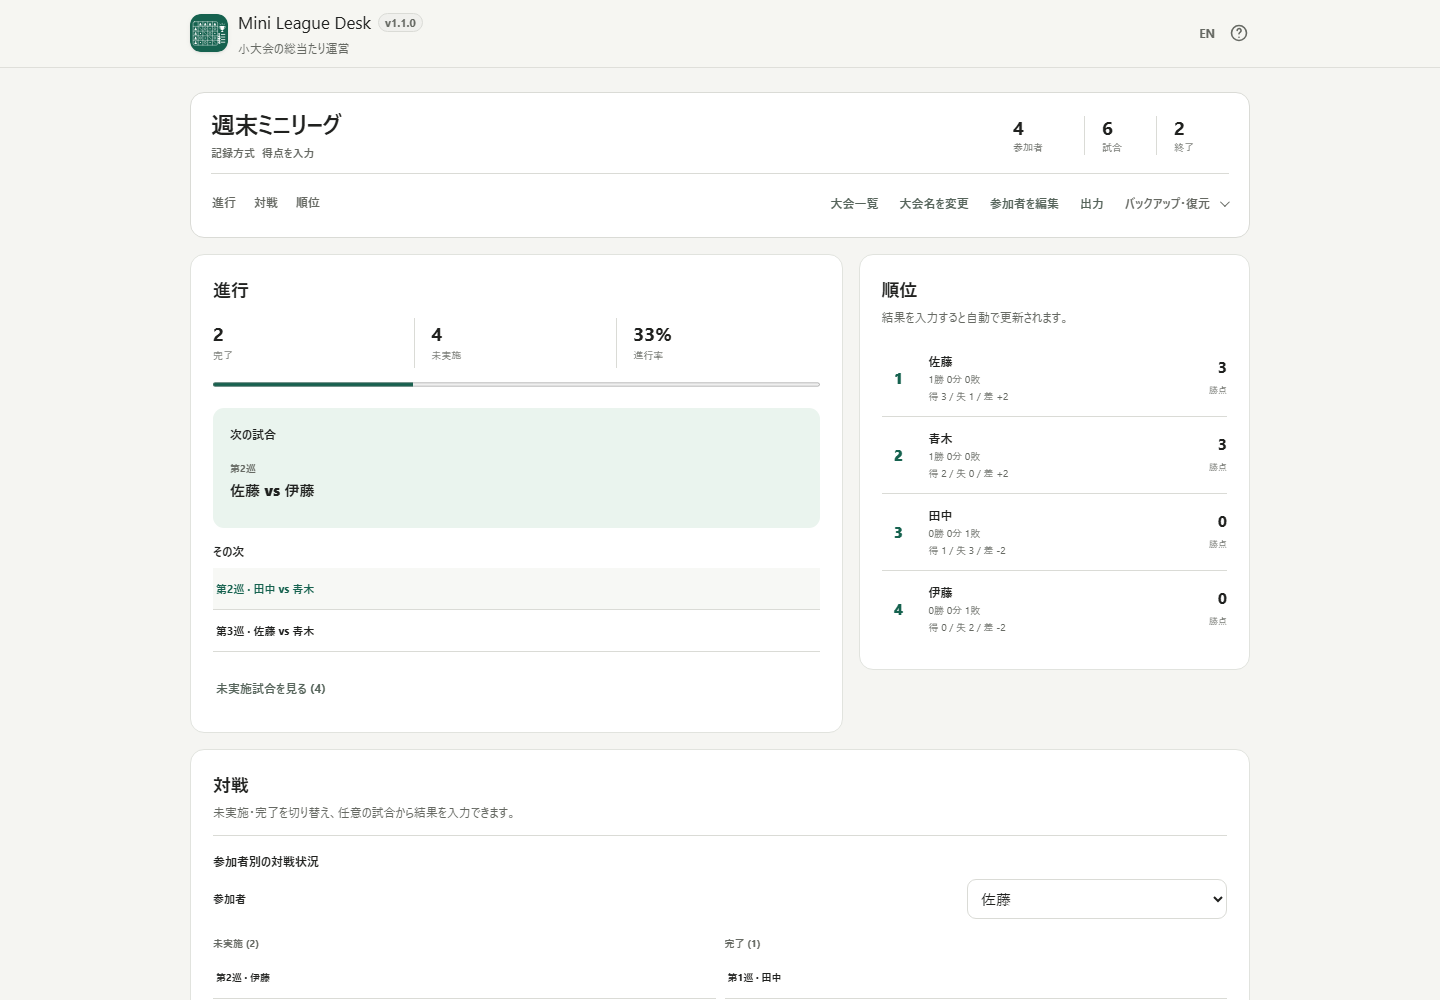 Mini League Desk v1.1.0
小大会の総当たり運営
EN
週末ミニリーグ
記録方式 得点を入力
4
参加者
6
試合
2
終了
進行 対戦 順位
大会一覧 大会名を変更 参加者を編集 出力 バックアップ・復元
進行
2
完了
4
未実施
33%
進行率
次の試合
第2巡
佐藤 vs 伊藤
その次
第2巡・田中 vs 青木
第3巡・佐藤 vs 青木
未実施試合を見る (4)
順位
結果を入力すると自動で更新されます。
1
佐藤
1勝 0分 0敗
得 3 / 失 1 / 差 +2
3
勝点
2
青木
1勝 0分 0敗
得 2 / 失 0 / 差 +2
3
勝点
3
田中
0勝 0分 1敗
得 1 / 失 3 / 差 -2
0
勝点
4
伊藤
0勝 0分 1敗
得 0 / 失 2 / 差 -2
0
勝点
対戦
未実施・完了を切り替え、任意の試合から結果を入力できます。
参加者別の対戦状況
参加者
佐藤
未実施 (2)
第2巡・伊藤
完了 (1)
第1巡・田中